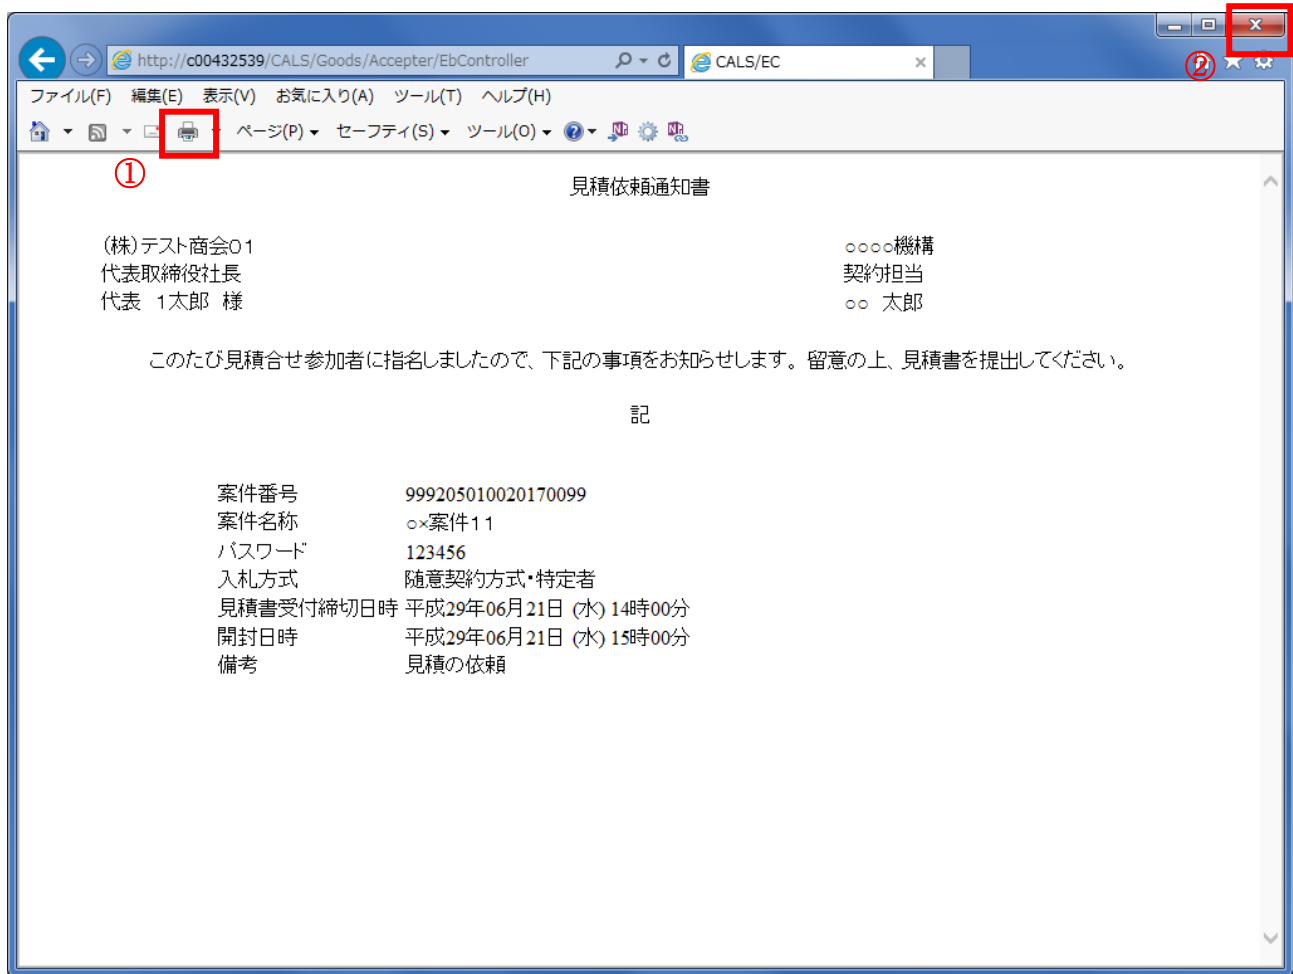 http://c00432539/CALS/Goods/Accepter/EbController
CALS/EC
②
ファイル(F) 編集(E) 表示(V) お気に入り(A) ツール(T) ヘルプ(H)
ページ(P) セーフティ(S) ツール(O)
①
見積依頼通知書
(株)テスト商会01
○○○○機構
代表取締役社長
契約担当
代表 1太郎 様
○○ 太郎
このたび見積合せ参加者に指名しましたので、下記の事項をお知らせします。留意の上、見積書を提出してください。
記
案件番号 999205010020170099
案件名称 ○×案件11
パスワード 123456
入札方式 随意契約方式・特定者
見積書受付締切日時 平成29年06月21日 (水) 14時00分
開封日時 平成29年06月21日 (水) 15時00分
備考 見積の依頼